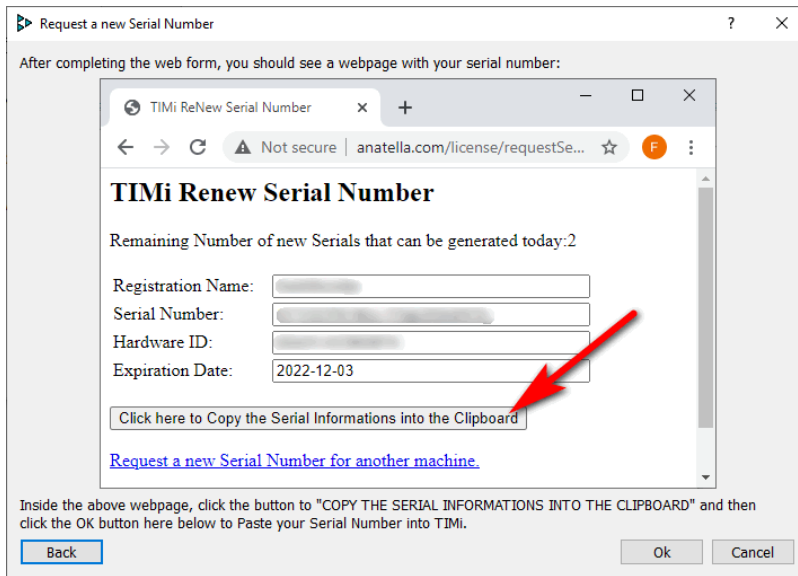 Request a new Serial Number
After completing the web form, you should see a webpage with your serial number:
TIMi ReNew Serial Number
Not secure | anatella.com/license/requestSe...
F
TIMi Renew Serial Number
Remaining Number of new Serials that can be generated today:2
Registration Name:
Serial Number:
Hardware ID:
Expiration Date: 2022-12-03
Click here to Copy the Serial Informations into the Clipboard
Request a new Serial Number for another machine.
Inside the above webpage, click the button to "COPY THE SERIAL INFORMATIONS INTO THE CLIPBOARD" and then
click the OK button here below to Paste your Serial Number into TIMi.
Back Ok Cancel